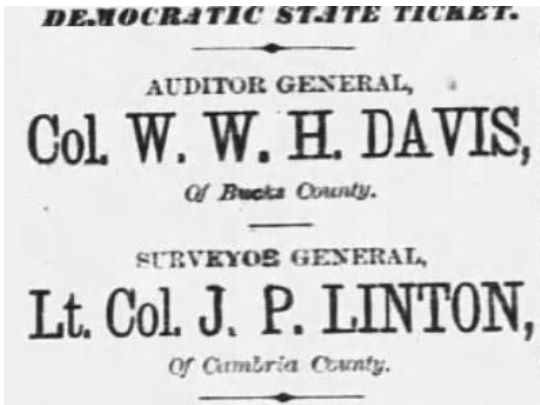 DEMOCRATIC STATE TICKET.
AUDITOR GENERAL,
Col. W. W. H. DAVIS,
Of Bucks County.
SURVEYOR GENERAL,
Lt. Col. J. P. LINTON,
Of Cambria County.